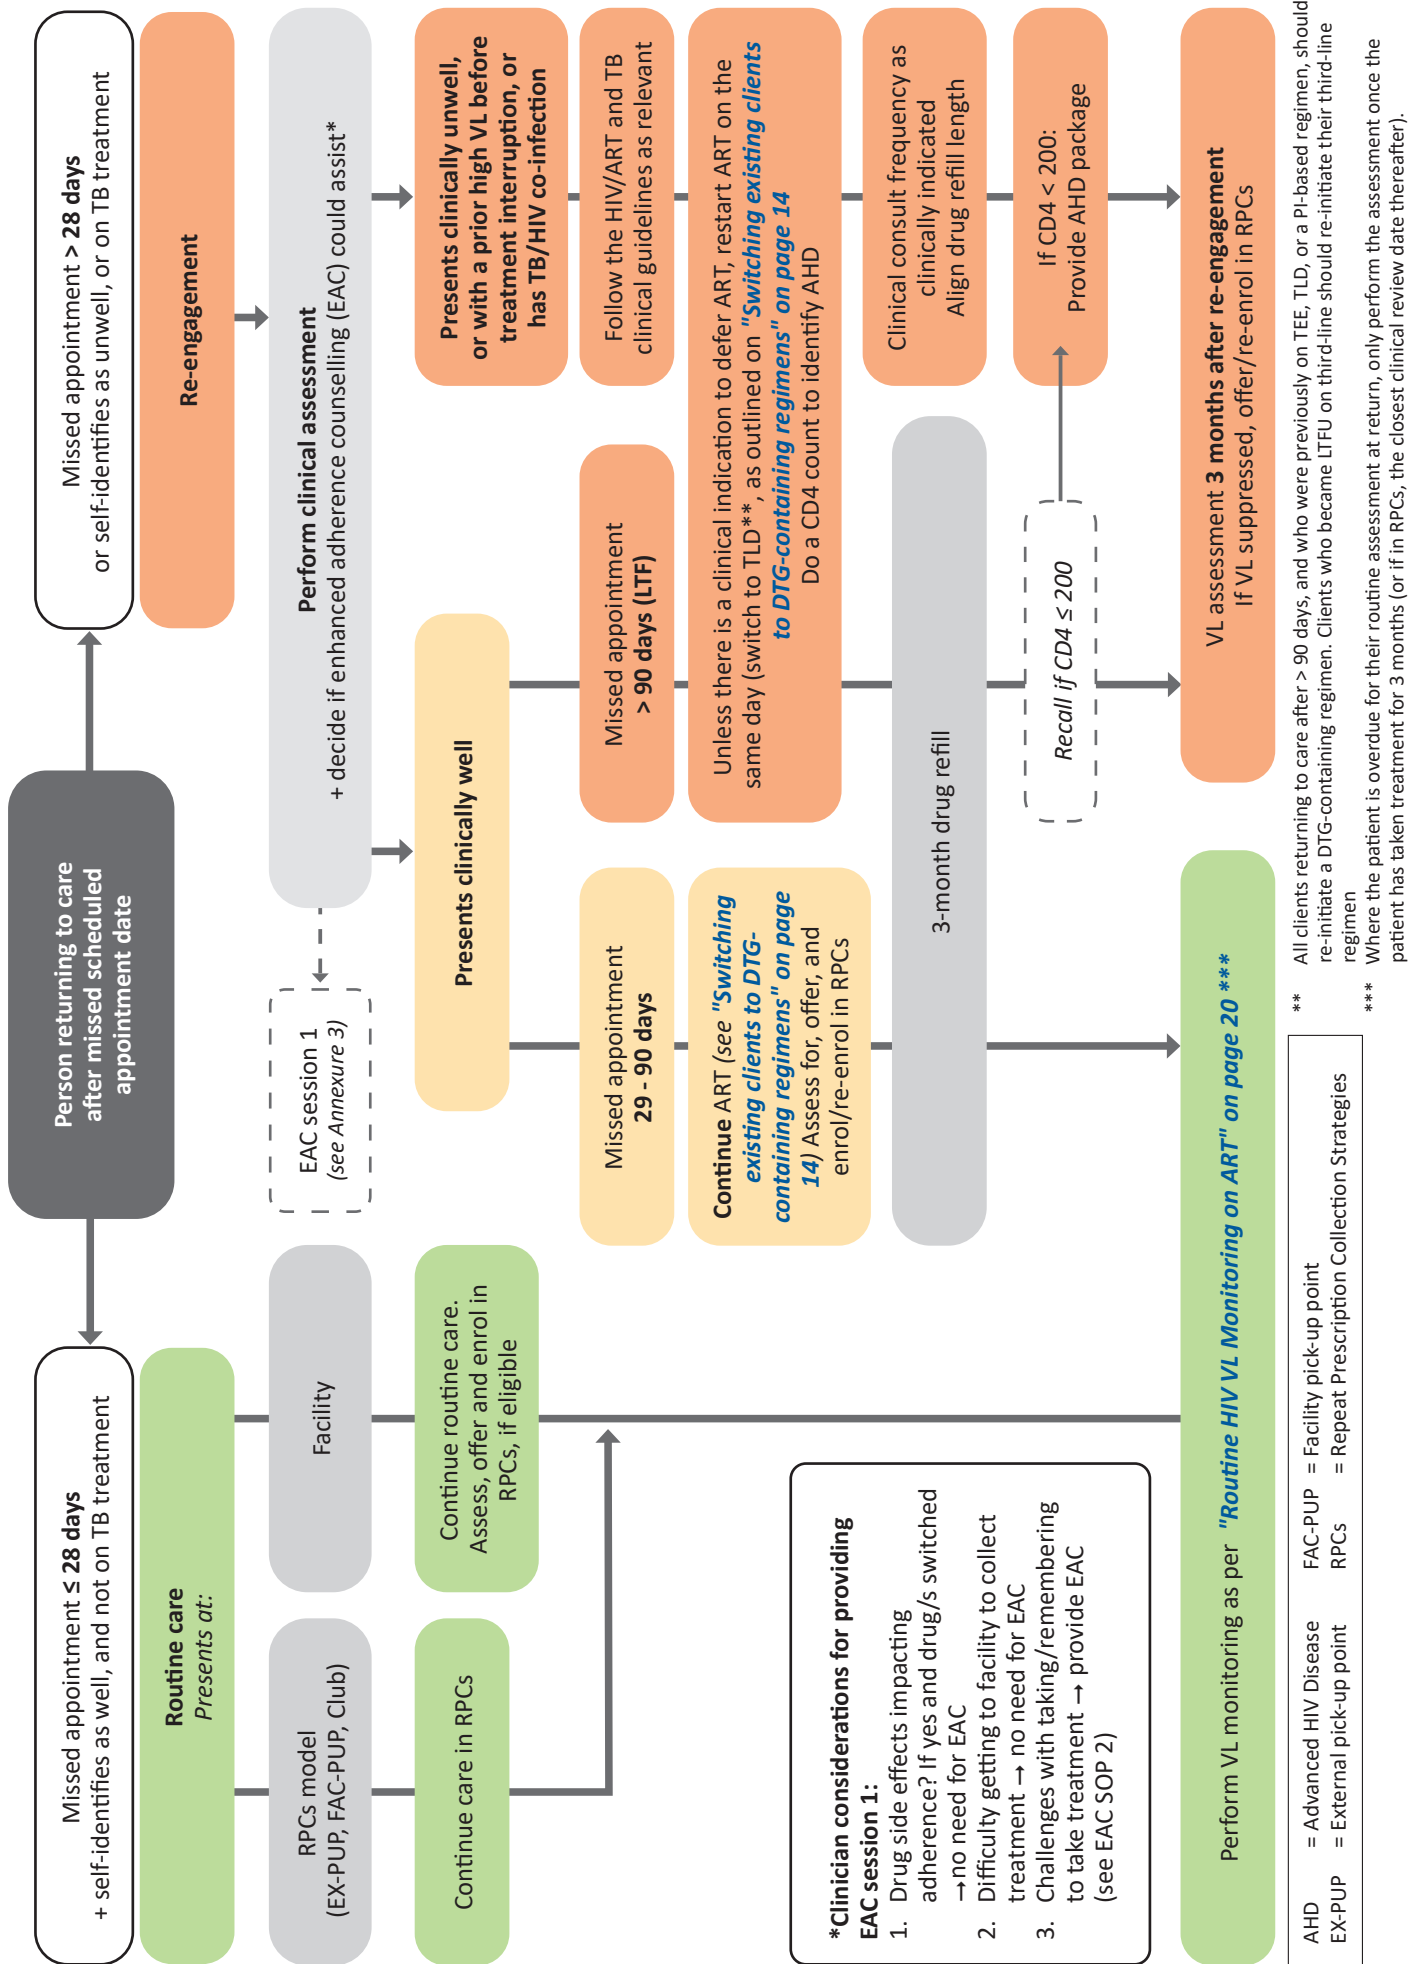 Person returning to care
after missed scheduled
appointment date
Missed appointment ≤ 28 days
+ self-identifies as well, and not on TB treatment
Routine care
Presents at:
RPCs model
(EX-PUP, FAC-PUP, Club)
Continue care in RPCs
Facility
Continue routine care.
Assess, offer and enrol in
RPCs, if eligible
Missed appointment > 28 days
or self-identifies as unwell, or on TB treatment
Re-engagement
Perform clinical assessment
+ decide if enhanced adherence counselling (EAC) could assist*
EAC session 1
(see Annexure 3)
Presents clinically well
Missed appointment
29 - 90 days
Continue ART (see "Switching
existing clients to DTG-
containing regimens" on page
14) Assess for, offer, and
enrol/re-enrol in RPCs
Missed appointment
> 90 days (LTF)
Presents clinically unwell,
or with a prior high VL before
treatment interruption, or
has TB/HIV co-infection
Follow the HIV/ART and TB
clinical guidelines as relevant
Unless there is a clinical indication to defer ART, restart ART on the
same day (switch to TLD**, as outlined on "Switching existing clients
to DTG-containing regimens" on page 14
Do a CD4 count to identify AHD
3-month drug refill
Clinical consult frequency as
clinically indicated
Align drug refill length
Recall if CD4 ≤ 200
If CD4 < 200:
Provide AHD package
*Clinician considerations for providing
EAC session 1:
1. Drug side effects impacting
adherence? If yes and drug/s switched
→no need for EAC
2. Difficulty getting to facility to collect
treatment → no need for EAC
3. Challenges with taking/remembering
to take treatment → provide EAC
(see EAC SOP 2)
Perform VL monitoring as per "Routine HIV VL Monitoring on ART" on page 20 ***
VL assessment 3 months after re-engagement
If VL suppressed, offer/re-enrol in RPCs
AHD = Advanced HIV Disease FAC-PUP = Facility pick-up point
EX-PUP = External pick-up point RPCs = Repeat Prescription Collection Strategies
** All clients returning to care after > 90 days, and who were previously on TEE, TLD, or a PI-based regimen, should
re-initiate a DTG-containing regimen. Clients who became LTFU on third-line should re-initiate their third-line
regimen
*** Where the patient is overdue for their routine assessment at return, only perform the assessment once the
patient has taken treatment for 3 months (or if in RPCs, the closest clinical review date thereafter).